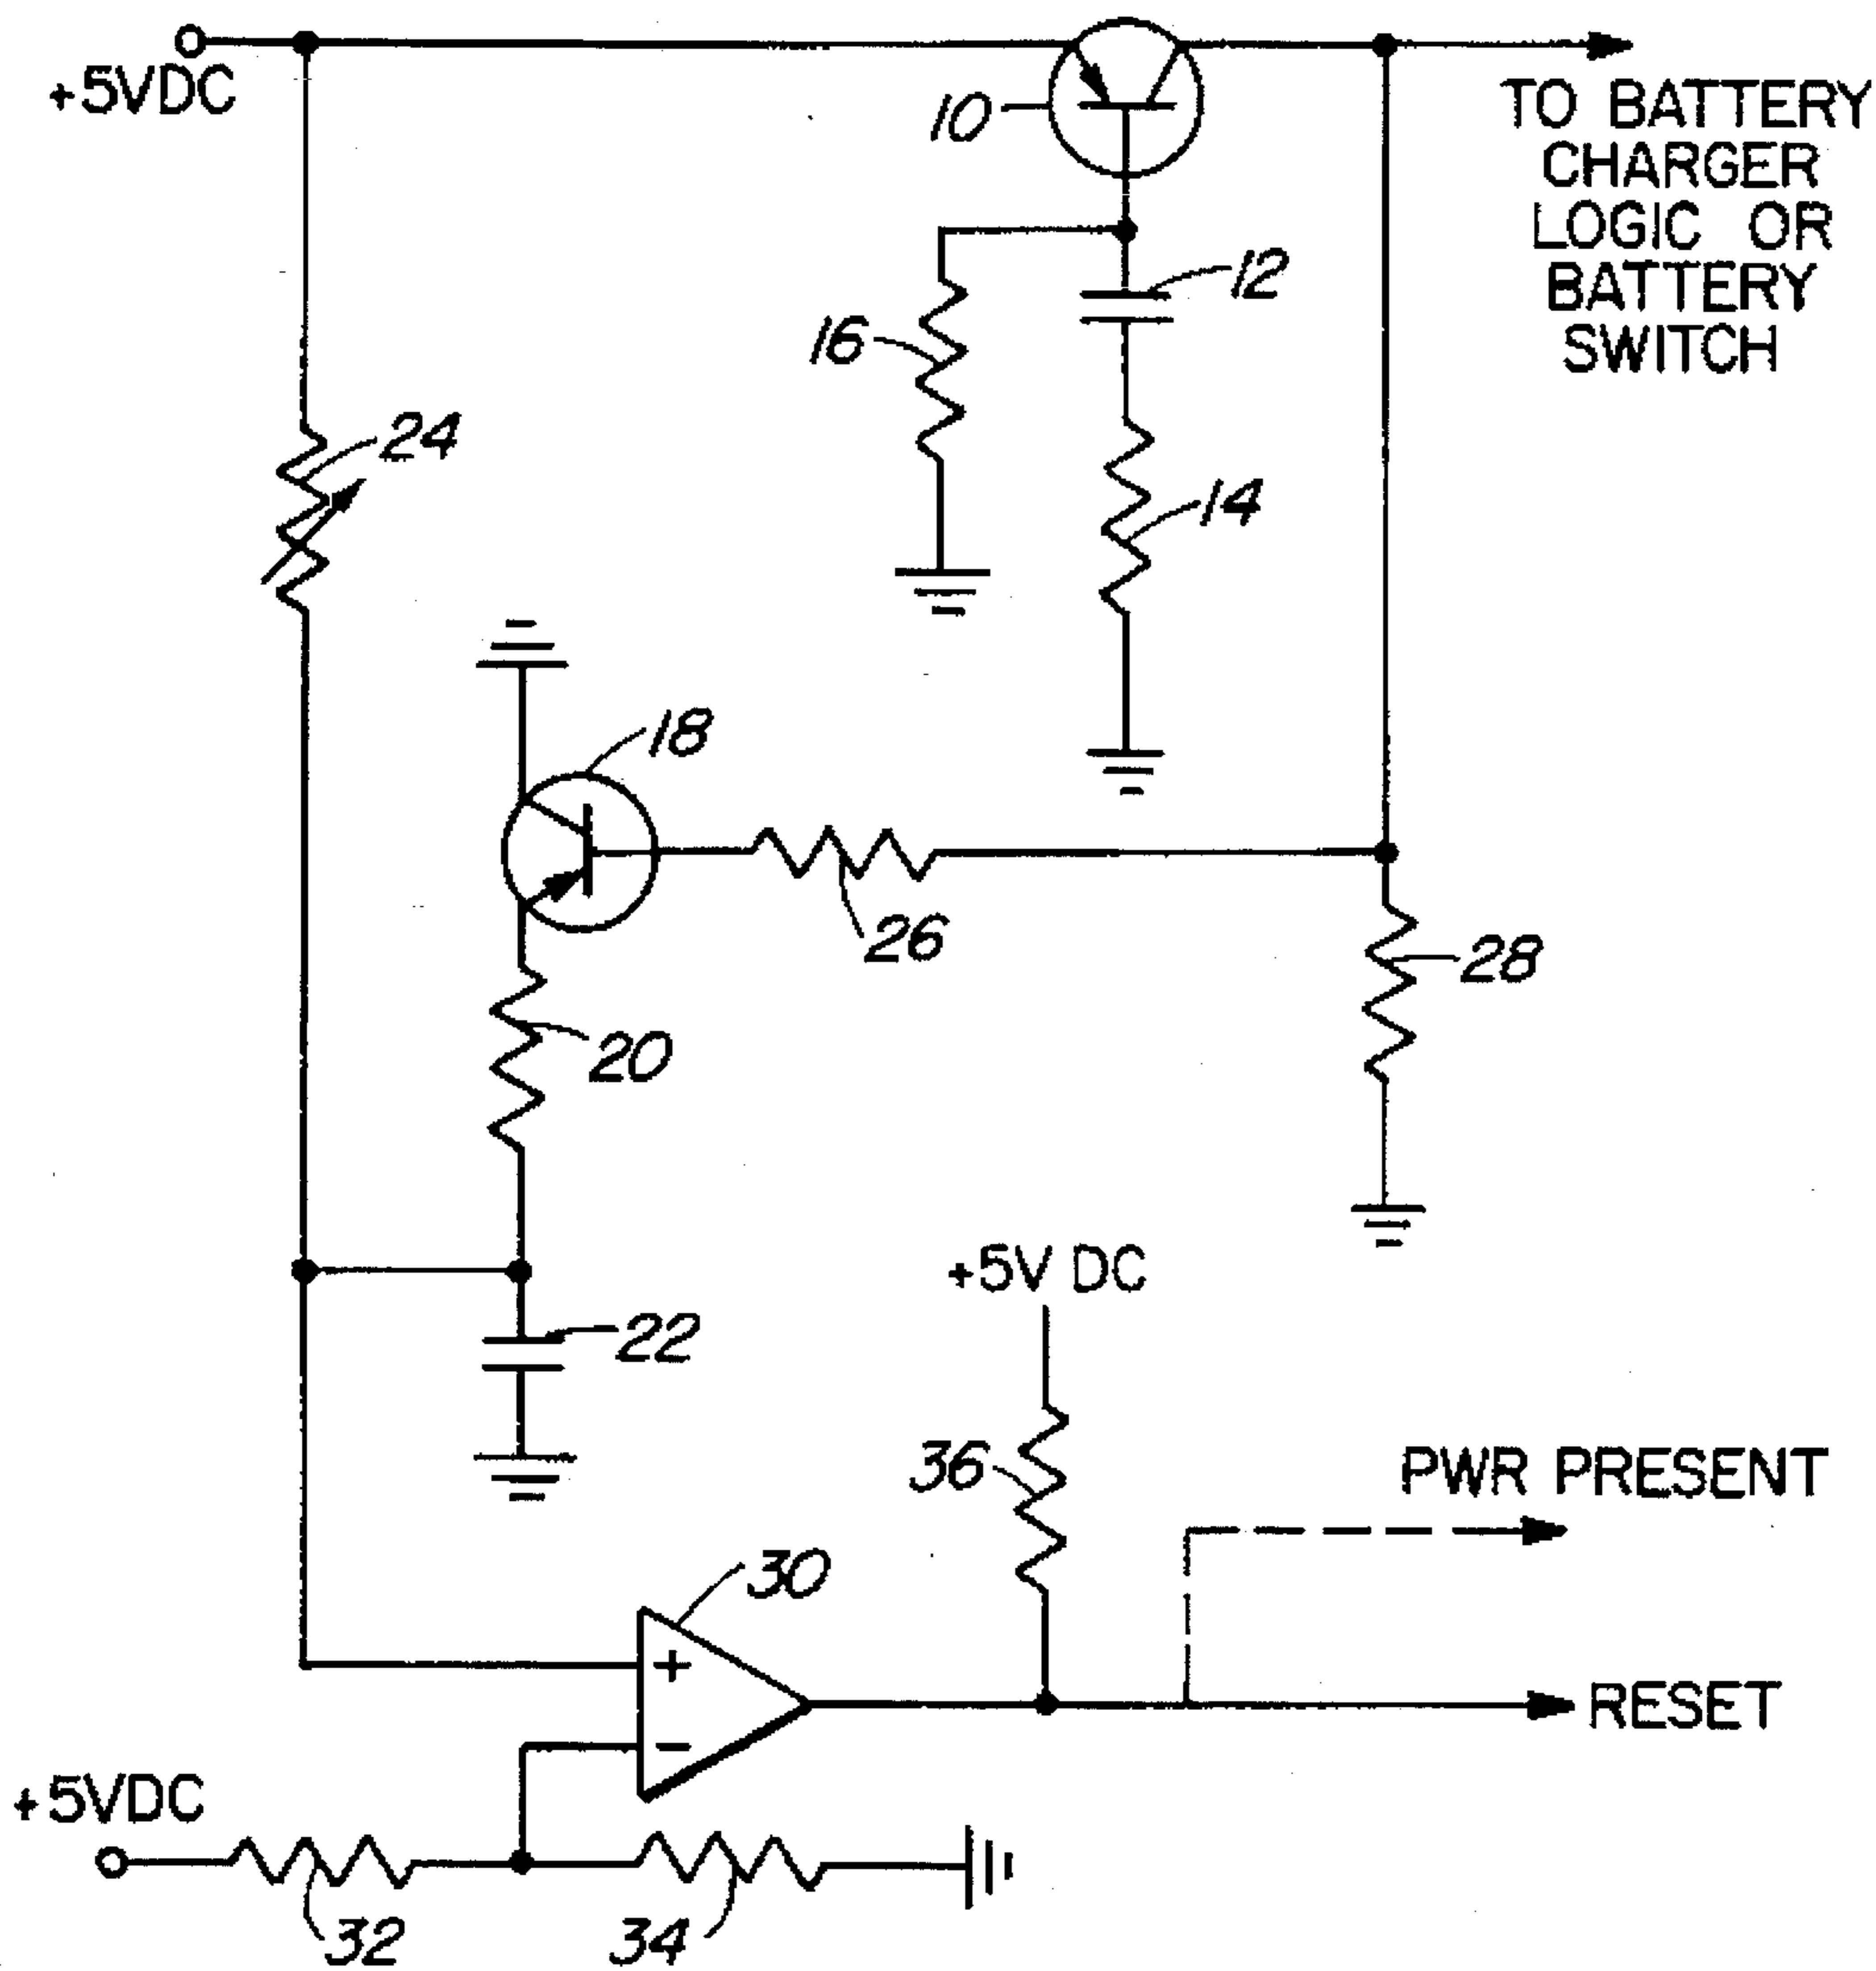 +5VDC
10
TO BATTERY
CHARGER
LOGIC OR
BATTERY
SWITCH
12
16
24
14
18
26
28
20
+5V DC
22
36
PWR PRESENT
30
+
RESET
-
+5VDC
32
34